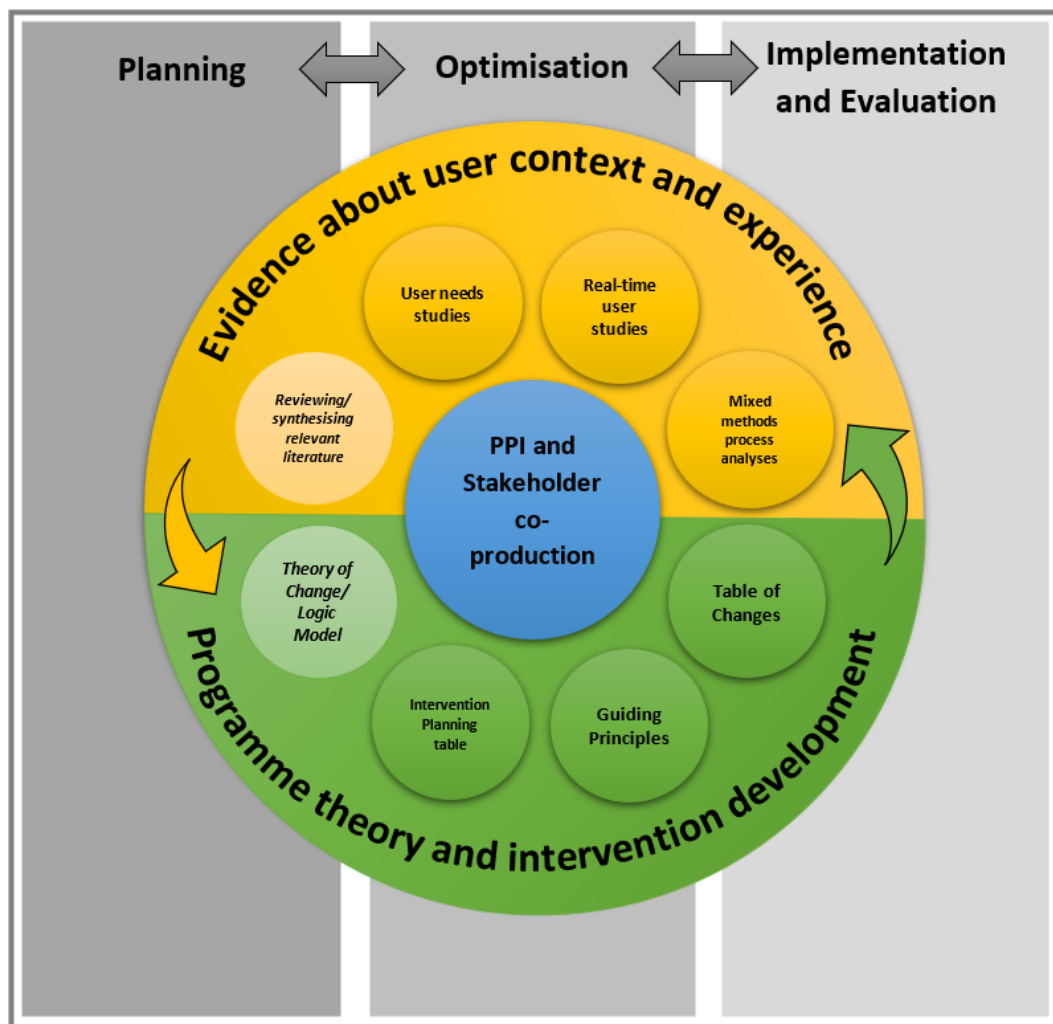 Planning
Optimisation
Implementation
and Evaluation
Evidence about user context and experience
User needs
studies
Real-time
user
studies
Reviewing/
synthesising
relevant
literature
Mixed
methods
process
analyses
PPI and
Stakeholder
co-
production
Theory of
Change/
Logic
Model
Table of
Changes
Intervention
Planning
table
Guiding
Principles
Programme theory and intervention development